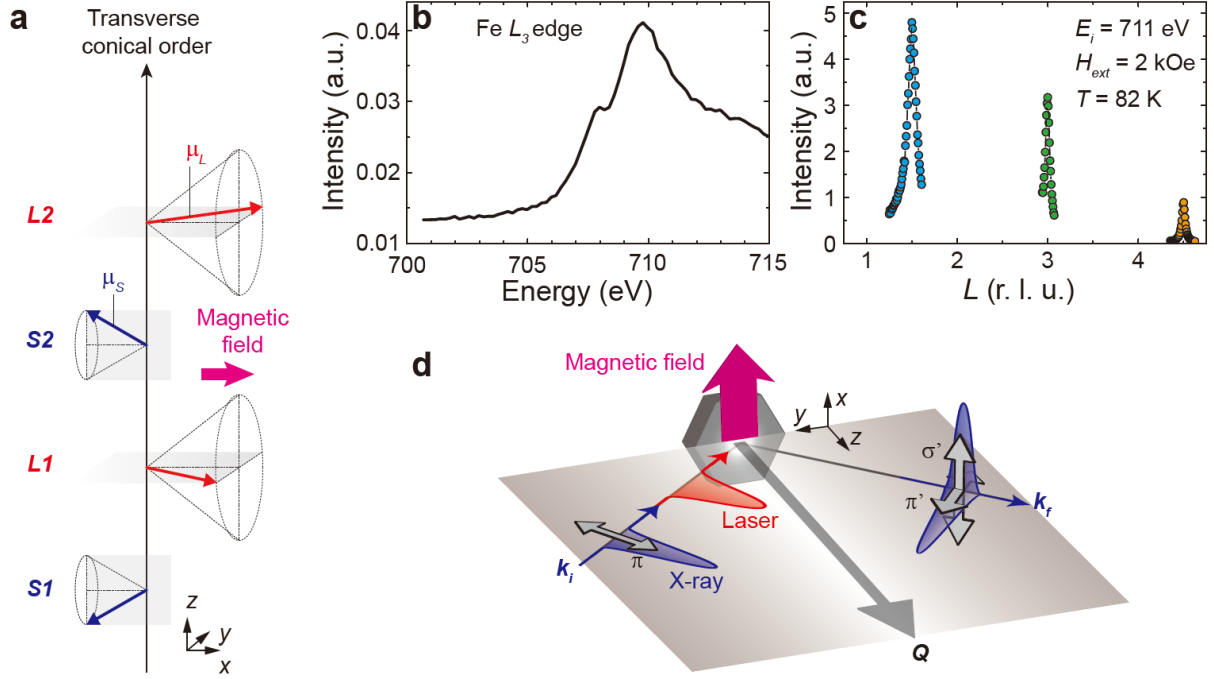 a
Transverse
conical order
μL
L2
μS
S2
Magnetic
field
L1
S1
z
y
x
b
Fe L3 edge
0.04
0.03
0.02
0.01
Intensity (a.u.)
700
705
710
715
Energy (eV)
c
Ei = 711 eV
Hext = 2 kOe
T = 82 K
5
4
3
2
1
0
Intensity (a.u.)
1
2
3
4
L (r. l. u.)
d
Magnetic field
x
y
z
Laser
π
ki
X-ray
σ'
π'
kf
Q